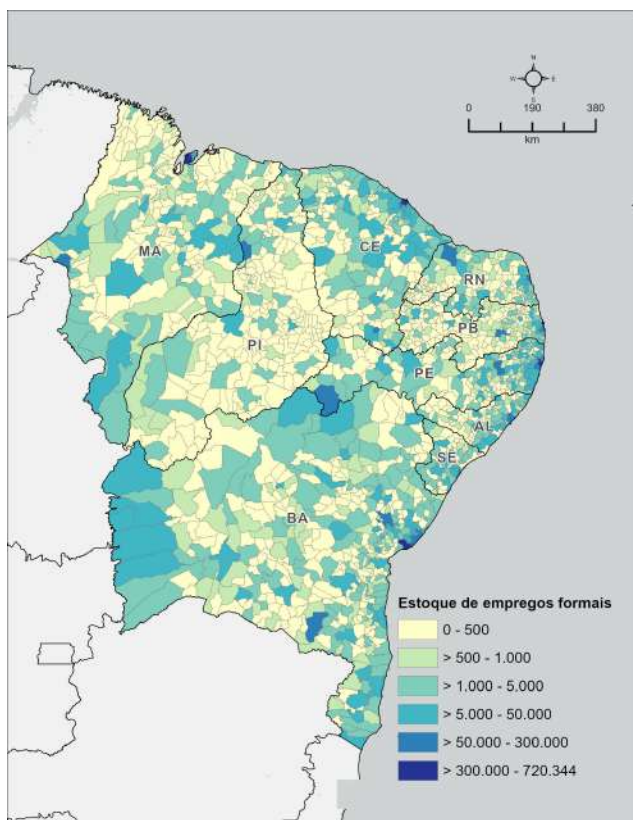 N
W E
S
0 190 380
km
MA
CE
RN
PB
PI
PE
AL
SE
BA
Estoque de empregos formais
0 - 500
> 500 - 1.000
> 1.000 - 5.000
> 5.000 - 50.000
> 50.000 - 300.000
> 300.000 - 720.344